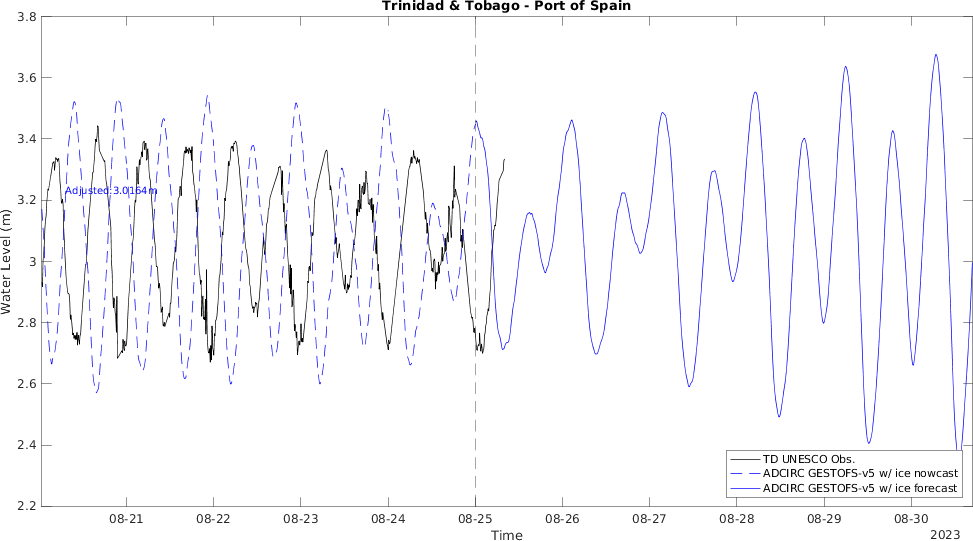 Trinidad & Tobago - Port of Spain
3.8
3.6
3.4
3.2
3
2.8
2.6
2.4
2.2
Water Level (m)
Adjusted:3.0164m
TD UNESCO Obs.
ADCIRC GESTOFS-v5 w/ ice nowcast
ADCIRC GESTOFS-v5 w/ ice forecast
08-21 08-22 08-23 08-24 08-25 08-26 08-27 08-28 08-29 08-30
Time
2023